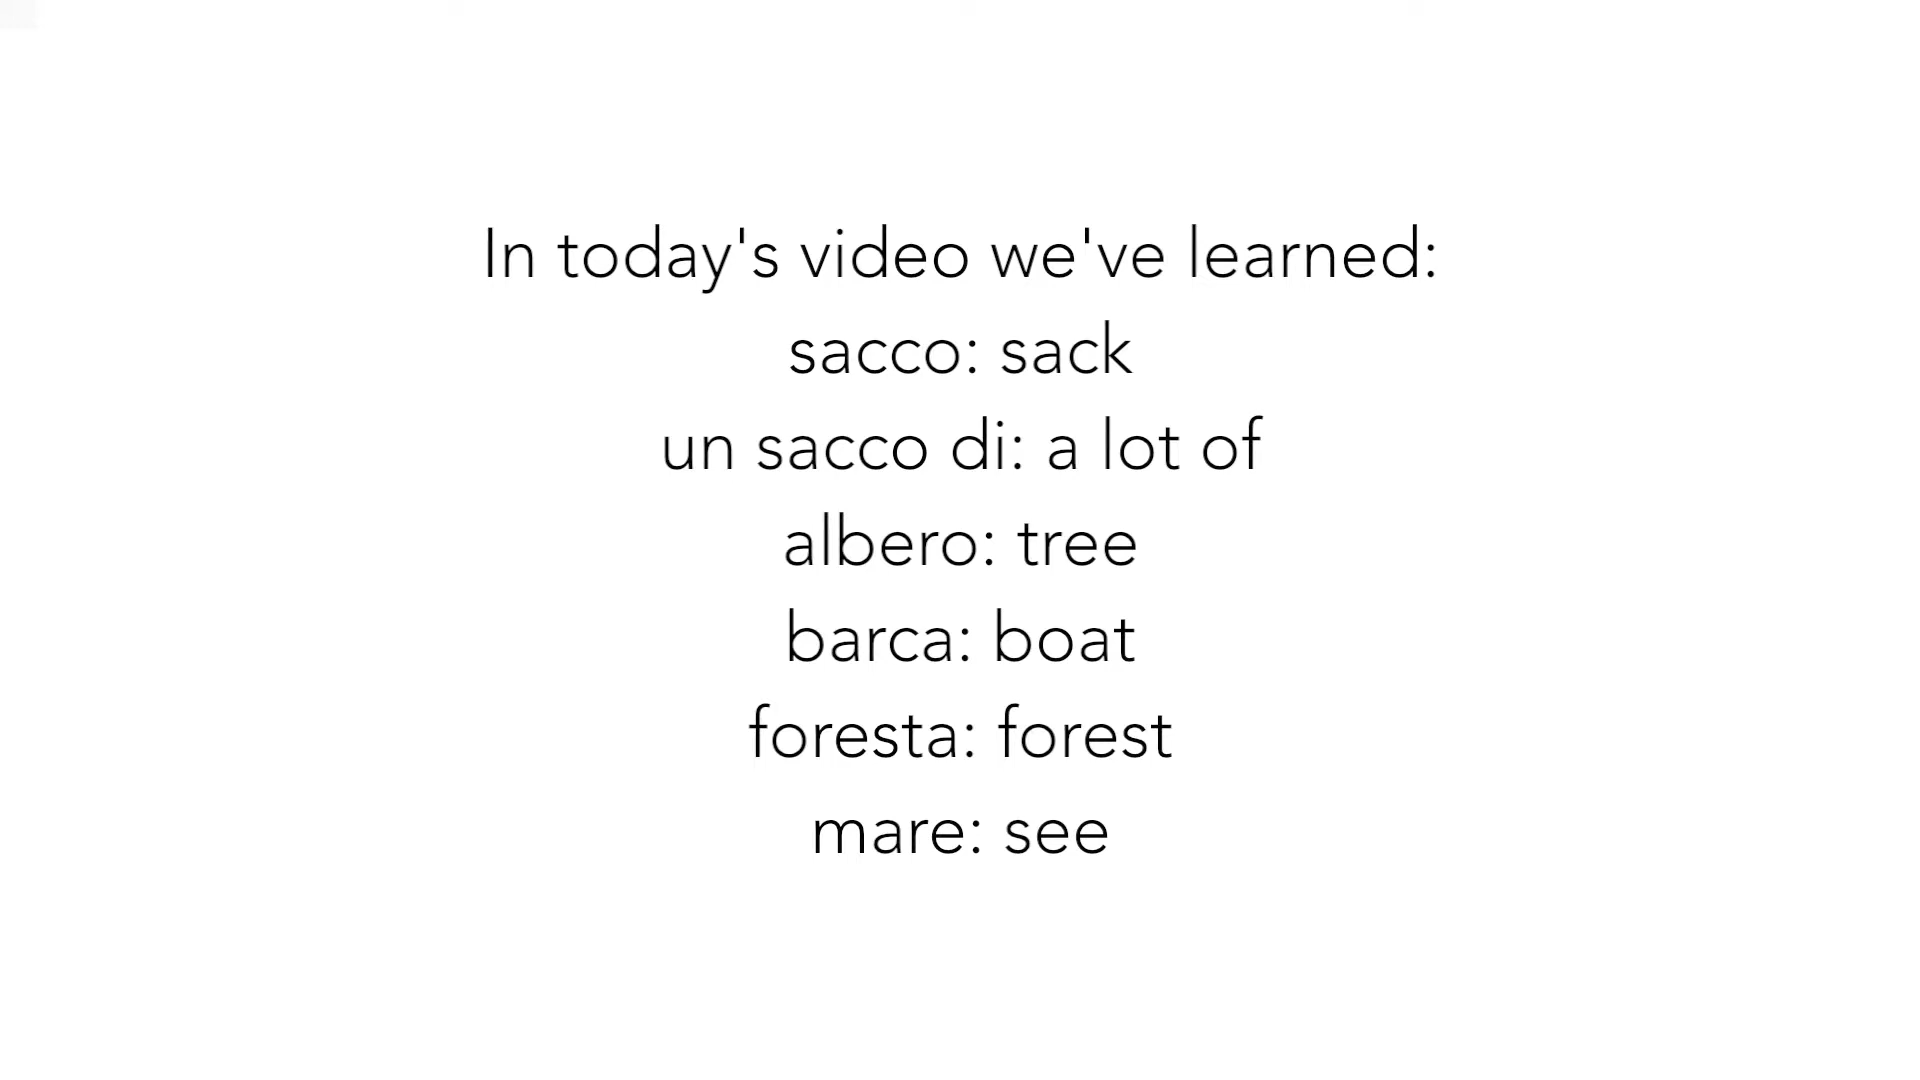 In today's video we've learned:
sacco: sack
un sacco di: a lot of
albero: tree
barca: boat
foresta: forest
mare: see